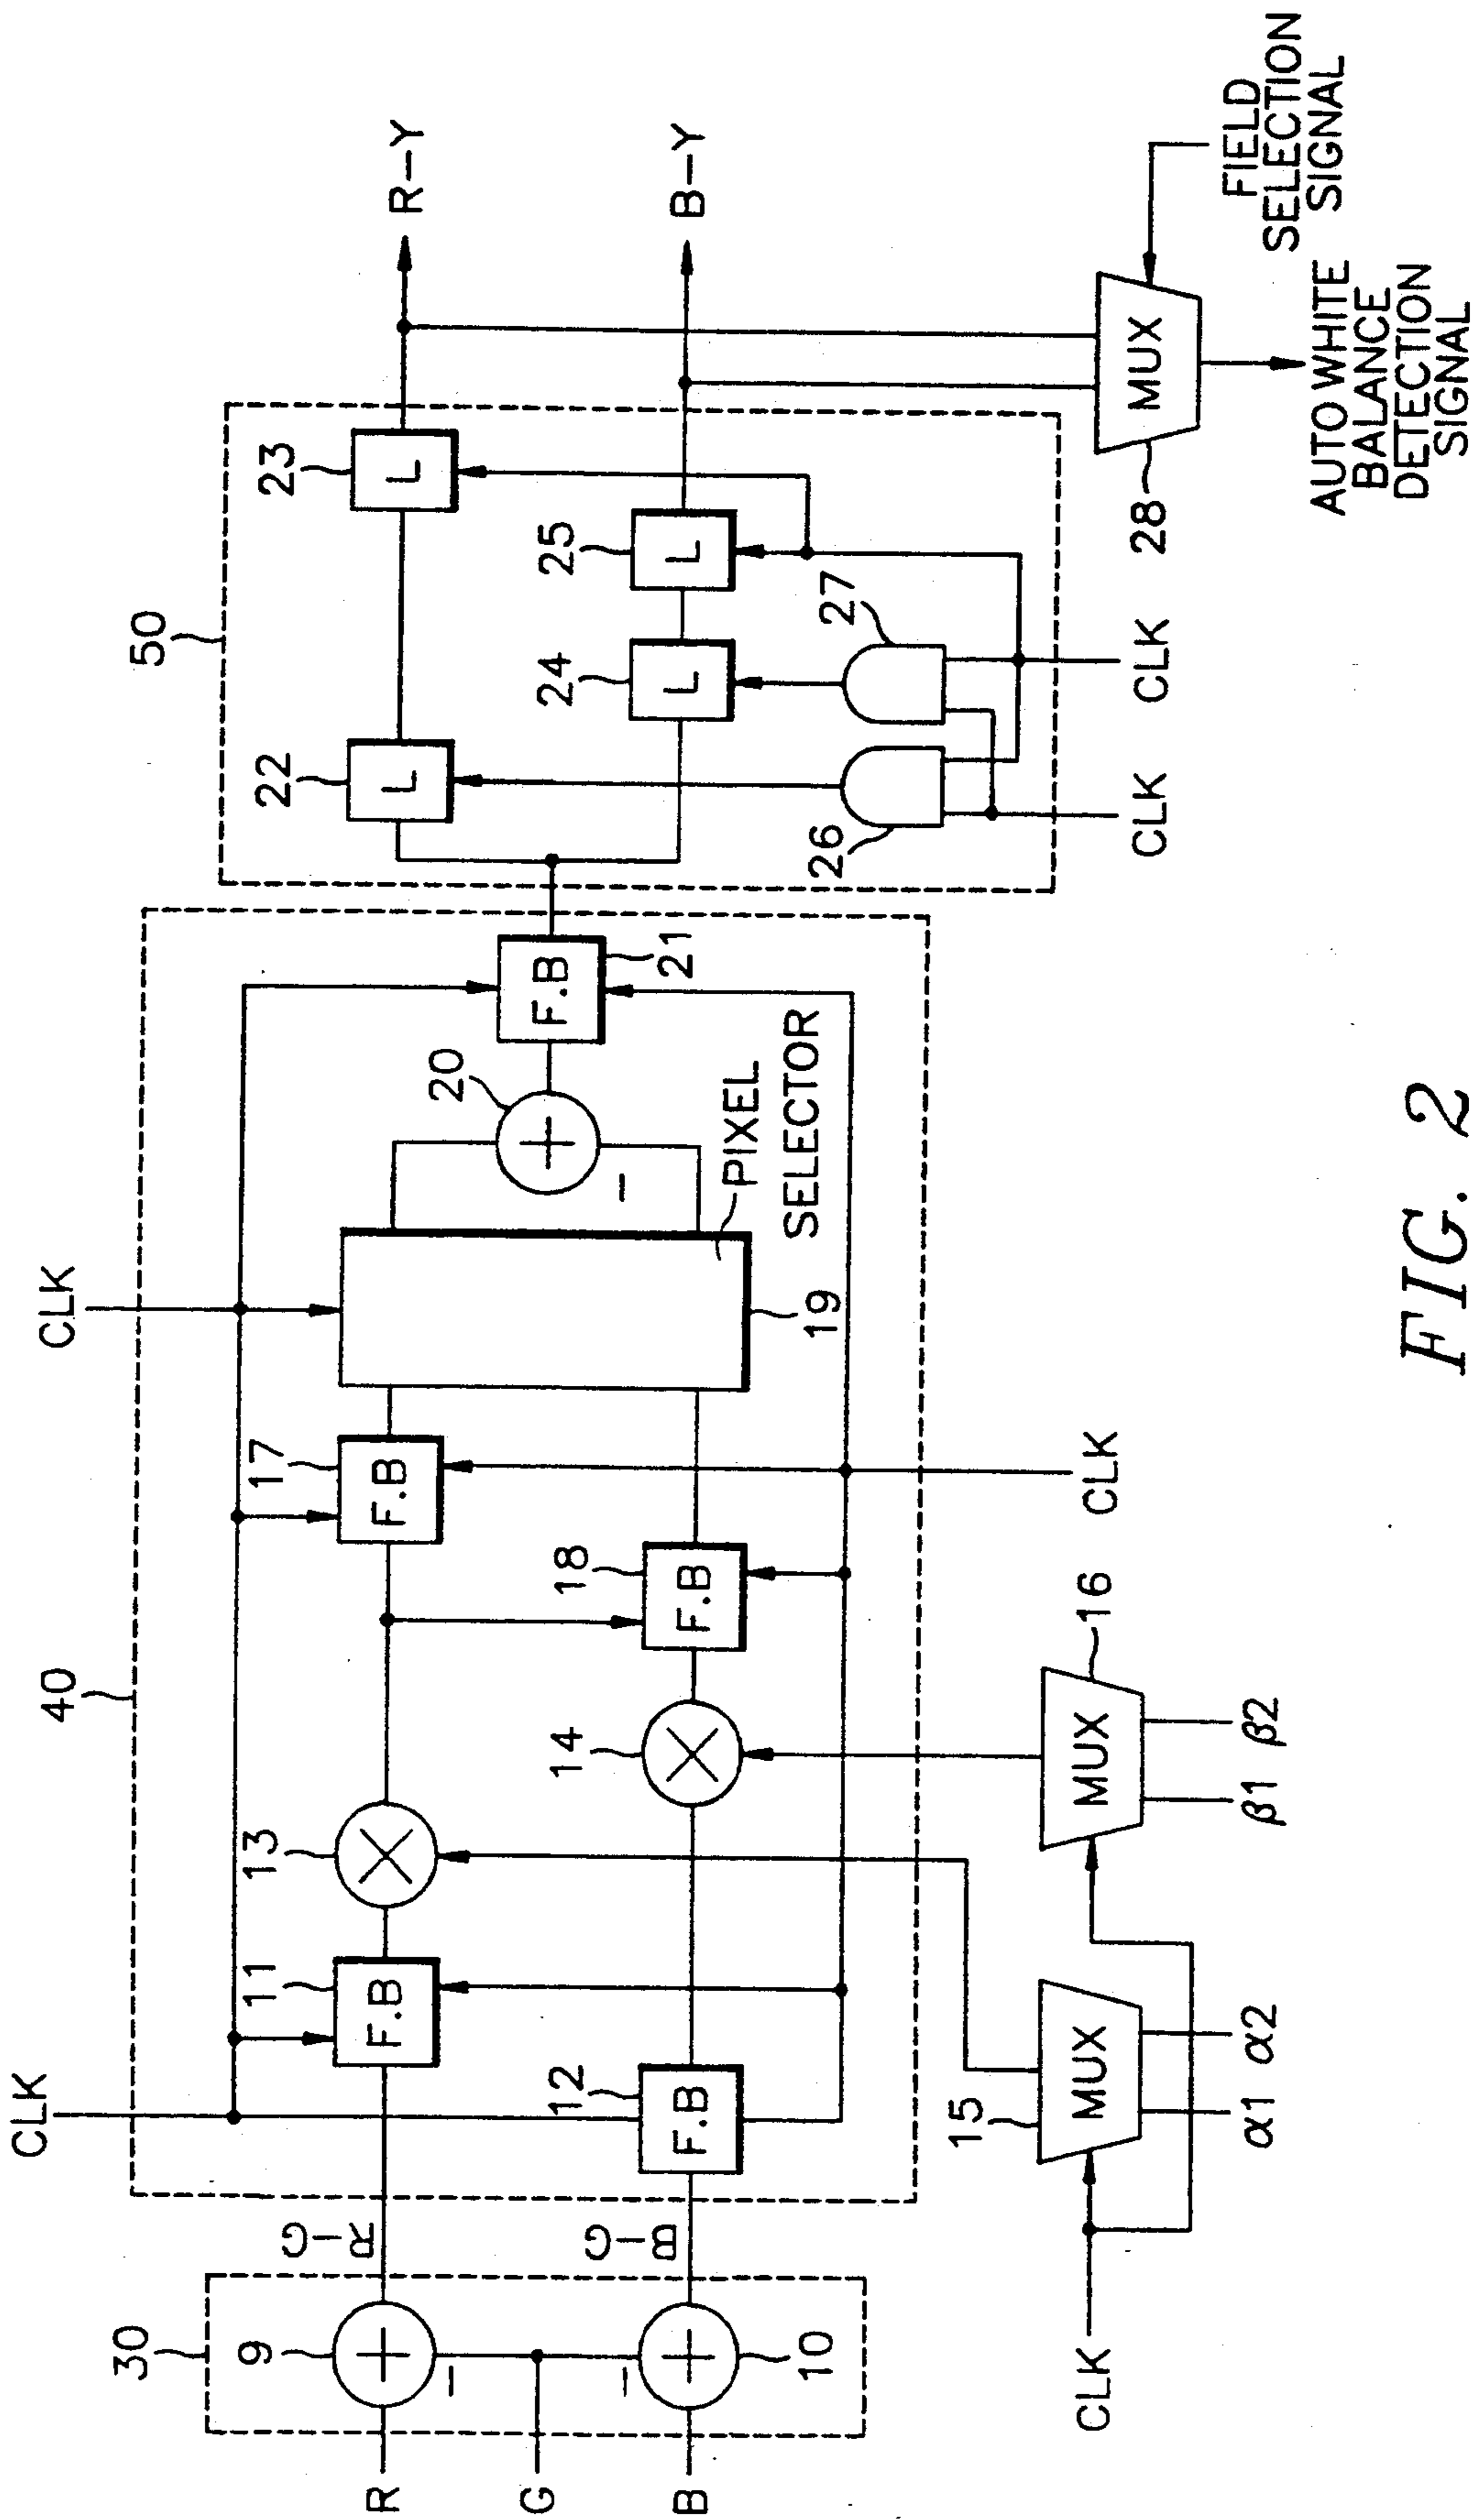 R
G
B
30
9
10
R-G
B-G
CLK
40
CLK
11
F.B
12
F.B
13
14
17
F.B
18
F.B
19
PIXEL
SELECTOR
20
21
F.B
CLK
CLK
15
MUX
α1
α2
16
MUX
β1
β2
CLK
50
22
L
23
L
24
L
25
L
26
27
CLK
CLK
R-Y
B-Y
28
MUX
FIELD
SELECTION
SIGNAL
AUTO WHITE
BALANCE
DETECTION
SIGNAL
FIG. 2